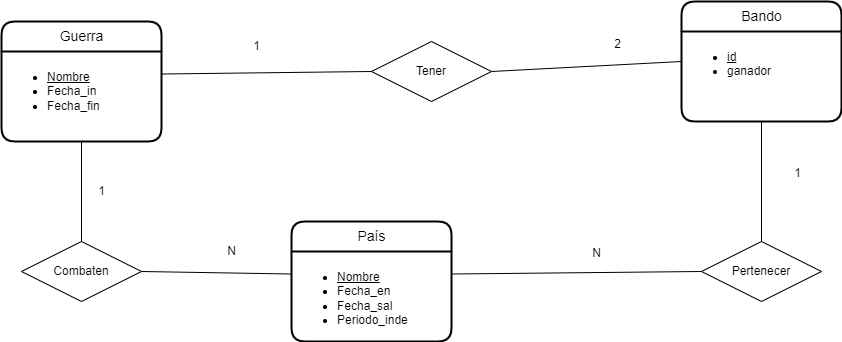 Bando
Guerra
1
2
id
ganador
Tener
Nombre
Fecha_in
Fecha_fin
1
1
País
N
N
Combaten
Pertenecer
Nombre
Fecha_en
Fecha_sal
Periodo_inde